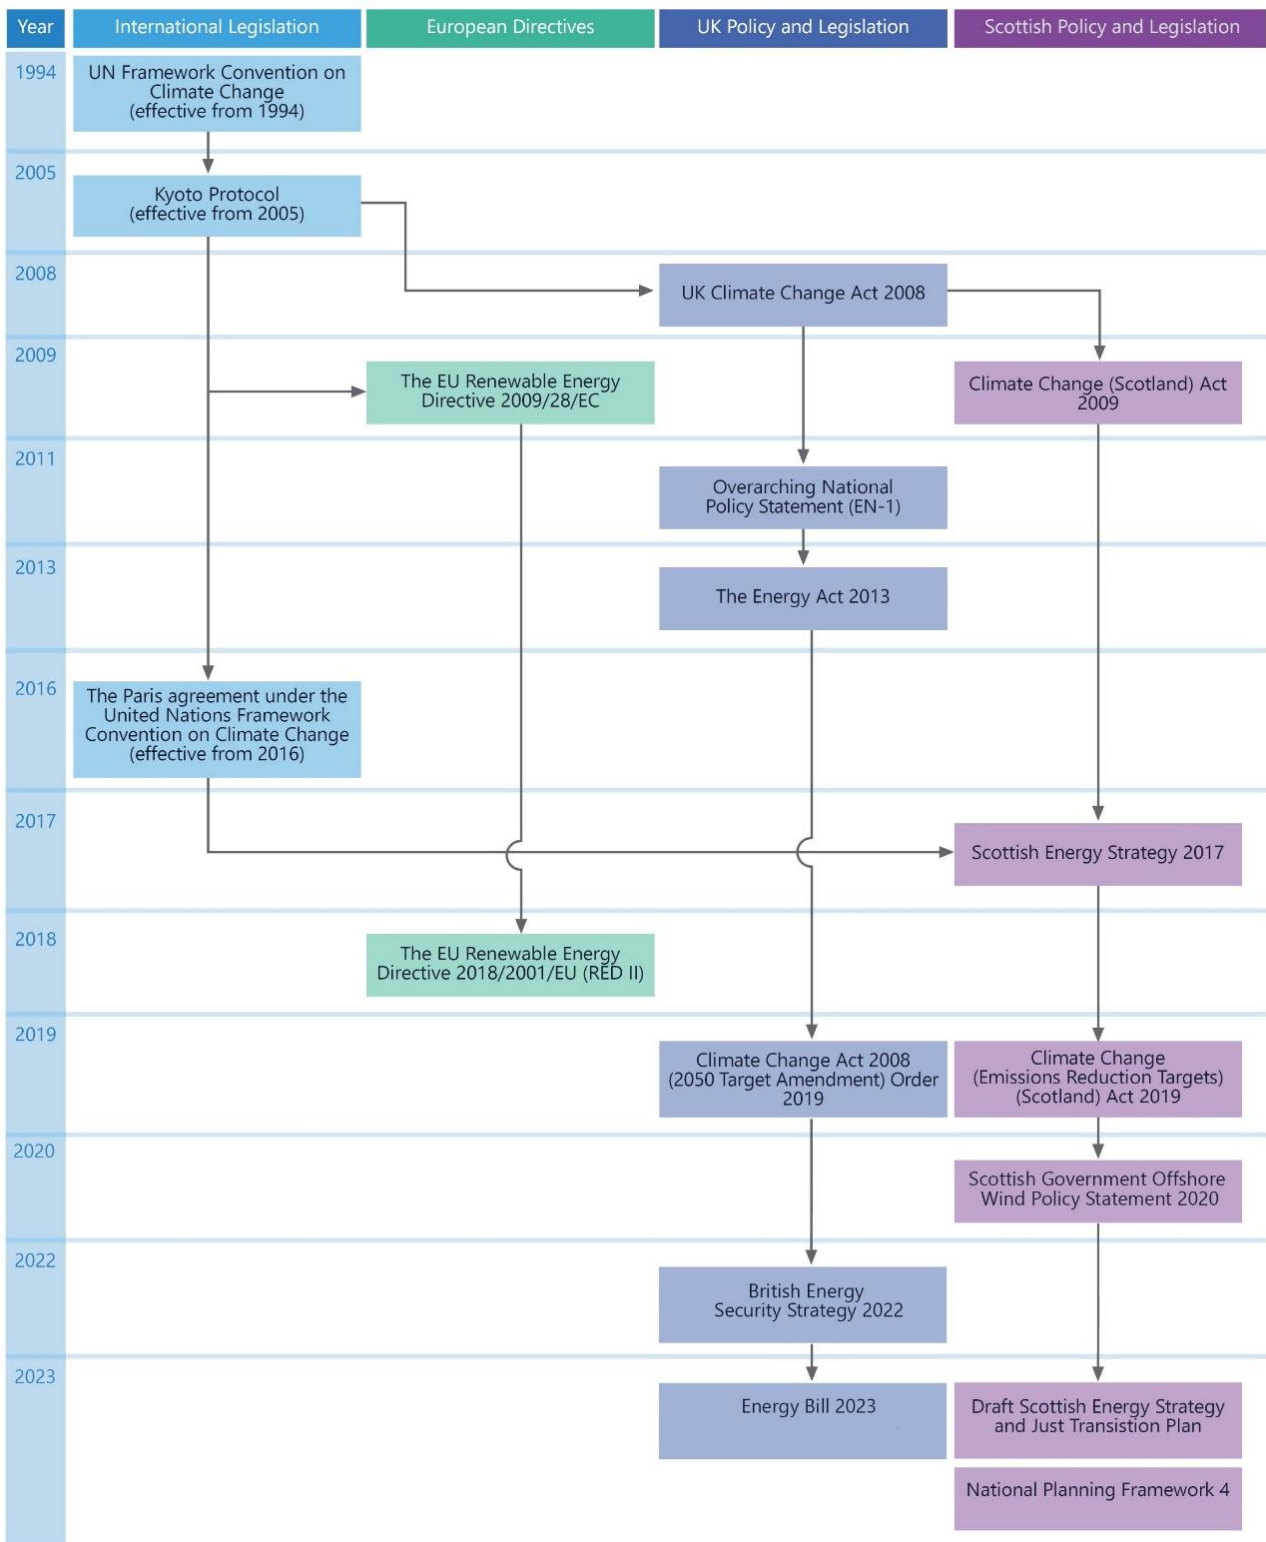 Year
International Legislation
European Directives
UK Policy and Legislation
Scottish Policy and Legislation
1994
UN Framework Convention on
Climate Change
(effective from 1994)
2005
Kyoto Protocol
(effective from 2005)
2008
UK Climate Change Act 2008
2009
The EU Renewable Energy
Directive 2009/28/EC
Climate Change (Scotland) Act
2009
2011
Overarching National
Policy Statement (EN-1)
2013
The Energy Act 2013
2016
The Paris agreement under the
United Nations Framework
Convention on Climate Change
(effective from 2016)
2017
Scottish Energy Strategy 2017
2018
The EU Renewable Energy
Directive 2018/2001/EU (RED II)
2019
Climate Change Act 2008
(2050 Target Amendment) Order
2019
Climate Change
(Emissions Reduction Targets)
(Scotland) Act 2019
2020
Scottish Government Offshore
Wind Policy Statement 2020
2022
British Energy
Security Strategy 2022
2023
Energy Bill 2023
Draft Scottish Energy Strategy
and Just Transistion Plan
National Planning Framework 4